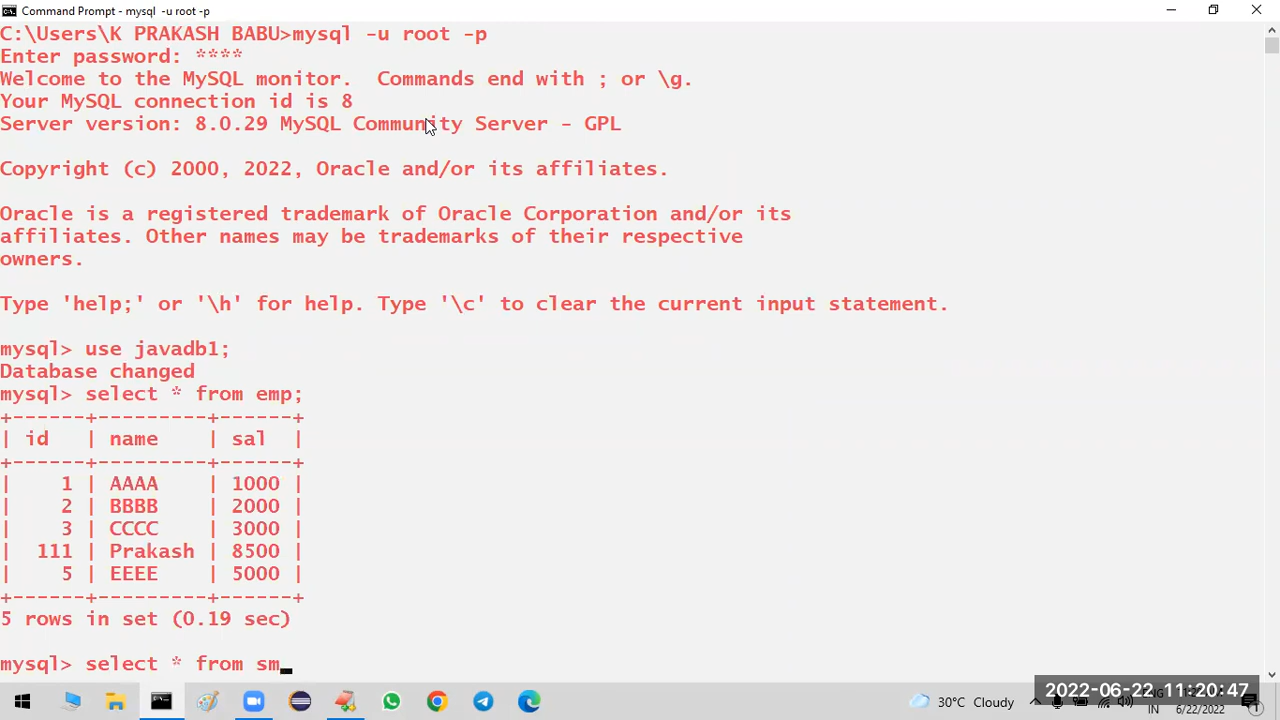 Command Prompt - mysql -u root -p
C:\Users\K PRAKASH BABU>mysql -u root -p
Enter password: ****
Welcome to the MySQL monitor.  Commands end with ; or \g.
Your MySQL connection id is 8
Server version: 8.0.29 MySQL Community Server - GPL

Copyright (c) 2000, 2022, Oracle and/or its affiliates.

Oracle is a registered trademark of Oracle Corporation and/or its
affiliates. Other names may be trademarks of their respective
owners.

Type 'help;' or '\h' for help. Type '\c' to clear the current input statement.

mysql> use javadb1;
Database changed
mysql> select * from emp;
+------+---------+------+
| id   | name    | sal  |
+------+---------+------+
|    1 | AAAA    | 1000 |
|    2 | BBBB    | 2000 |
|    3 | CCCC    | 3000 |
|  111 | Prakash | 8500 |
|    5 | EEEE    | 5000 |
+------+---------+------+
5 rows in set (0.19 sec)

mysql> select * from sm_
30°C Cloudy
2022-06-22 11:20:47
IN 6/22/2022